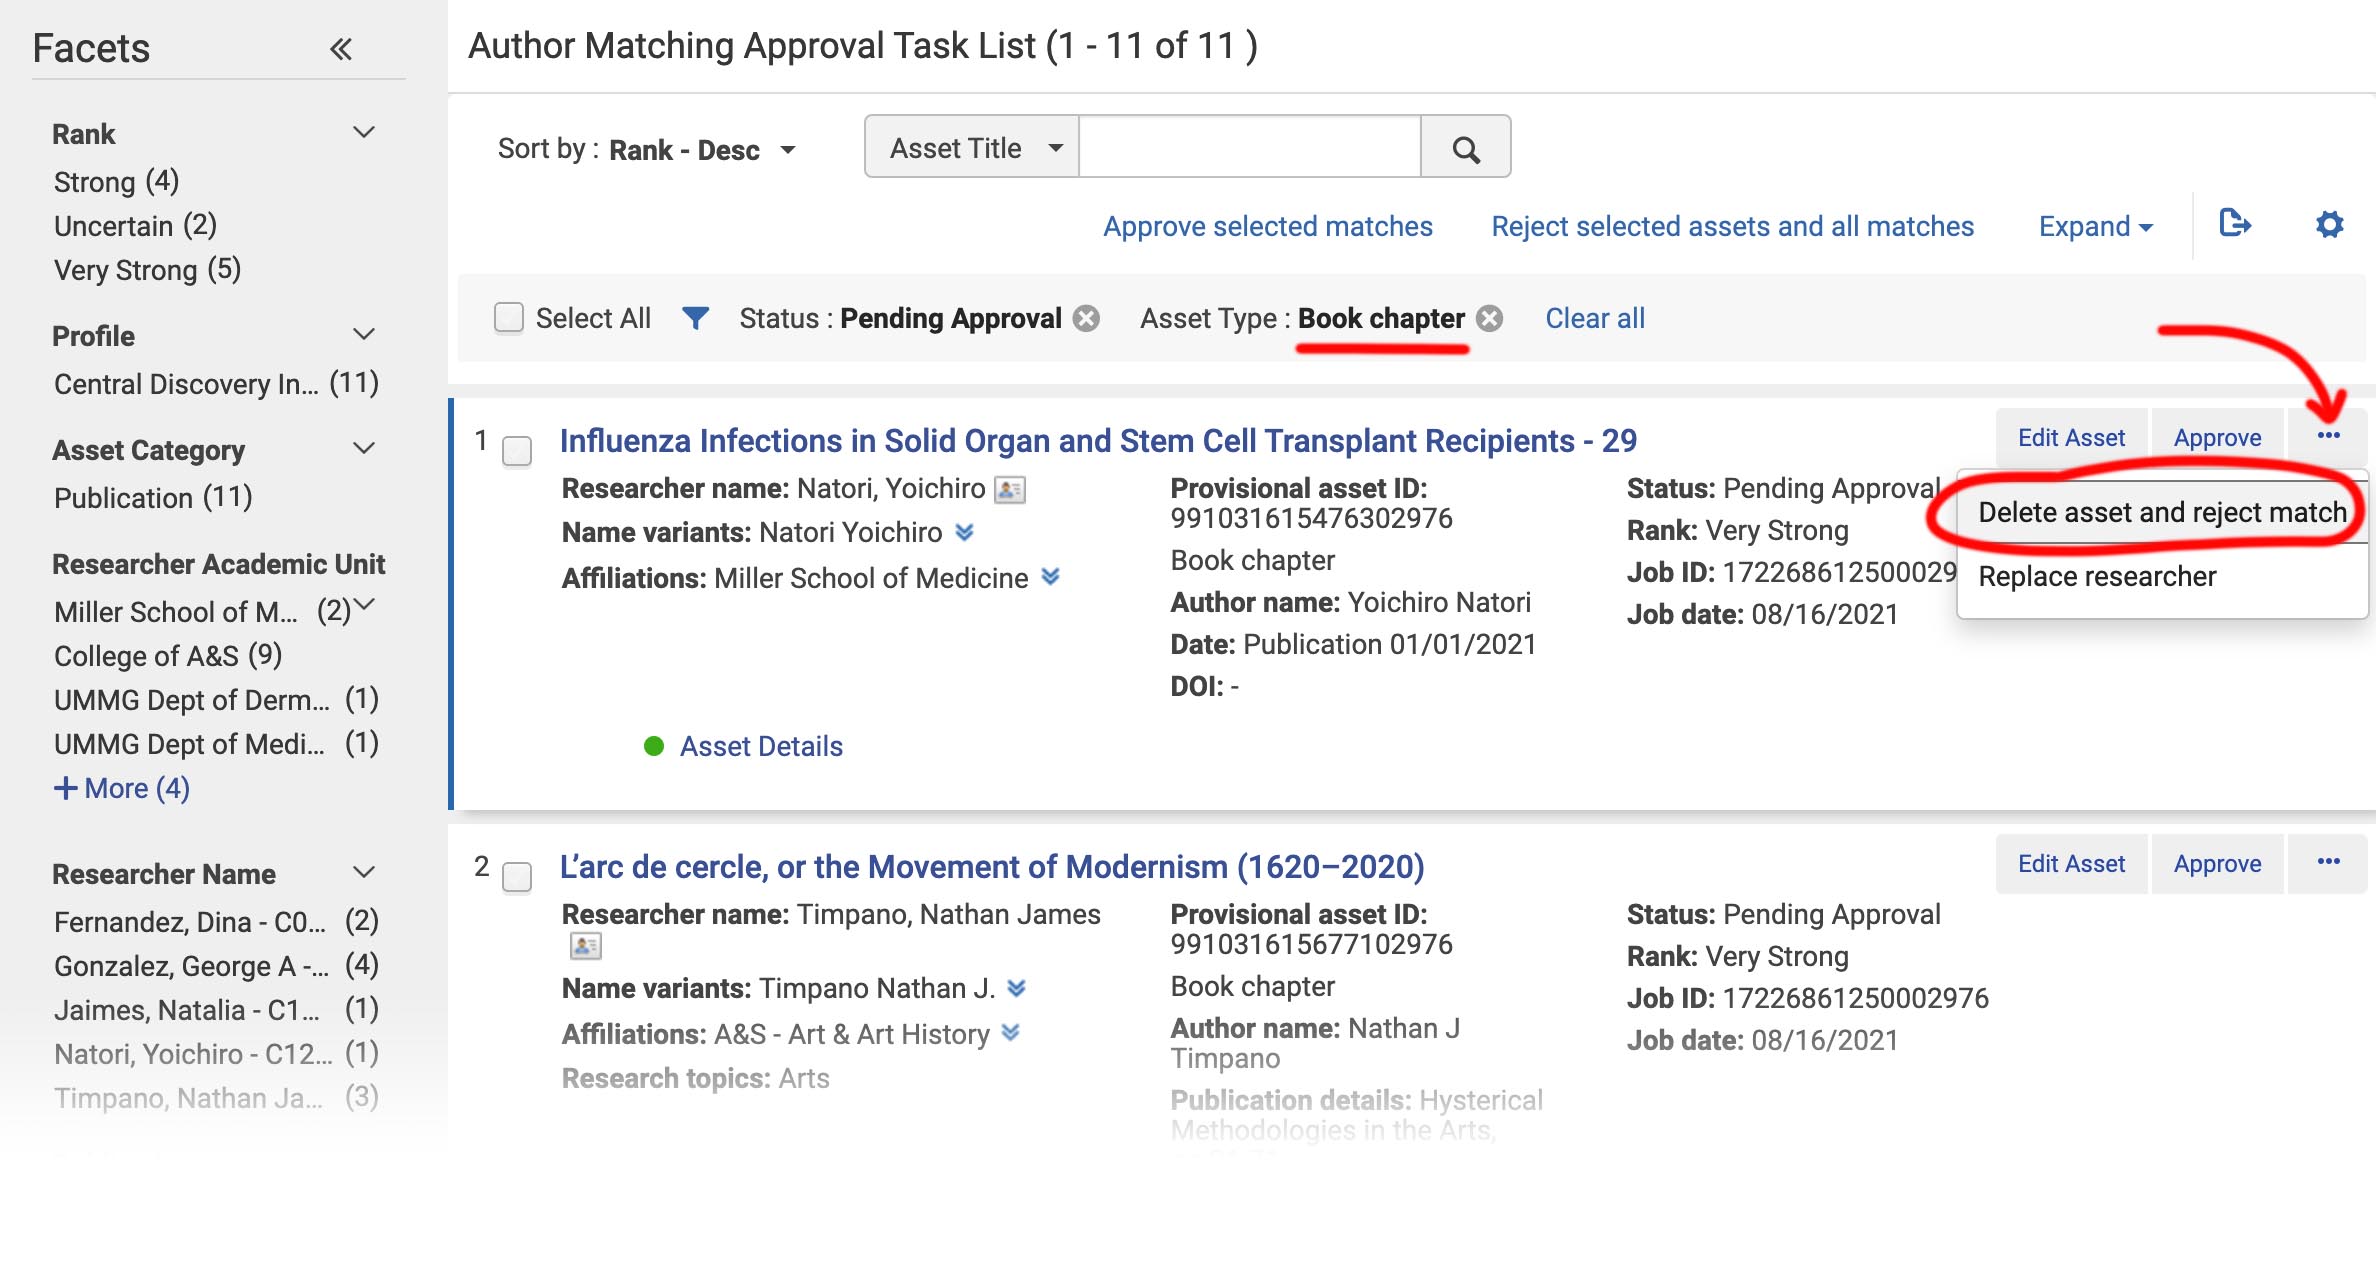 Facets
Rank
Strong (4)
Uncertain (2)
Very Strong (5)
Profile
Central Discovery In... (11)
Asset Category
Publication (11)
Researcher Academic Unit
Miller School of M... (2)
College of A&S (9)
UMMG Dept of Derm... (1)
UMMG Dept of Medi... (1)
+ More (4)
Researcher Name
Fernandez, Dina - C0... (2)
Gonzalez, George A -... (4)
Jaimes, Natalia - C1... (1)
Natori, Yoichiro - C12... (1)
Timpano, Nathan Ja... (3)
Author Matching Approval Task List (1 - 11 of 11 )
Sort by : Rank - Desc
Asset Title
Approve selected matches
Reject selected assets and all matches
Expand
Select All
Status : Pending Approval
Asset Type : Book chapter
Clear all
1
Influenza Infections in Solid Organ and Stem Cell Transplant Recipients - 29
Edit Asset
Approve
...
Researcher name: Natori, Yoichiro
Name variants: Natori Yoichiro
Affiliations: Miller School of Medicine
Provisional asset ID:
991031615476302976
Book chapter
Author name: Yoichiro Natori
Date: Publication 01/01/2021
DOI: -
Status: Pending Approval
Rank: Very Strong
Job ID: 172268612500029
Job date: 08/16/2021
Delete asset and reject match
Replace researcher
Asset Details
2
L’arc de cercle, or the Movement of Modernism (1620–2020)
Edit Asset
Approve
...
Researcher name: Timpano, Nathan James
Name variants: Timpano Nathan J.
Affiliations: A&S - Art & Art History
Research topics: Arts
Provisional asset ID:
991031615677102976
Book chapter
Author name: Nathan J
Timpano
Publication details: Hysterical
Methodologies in the Arts,
Status: Pending Approval
Rank: Very Strong
Job ID: 17226861250002976
Job date: 08/16/2021